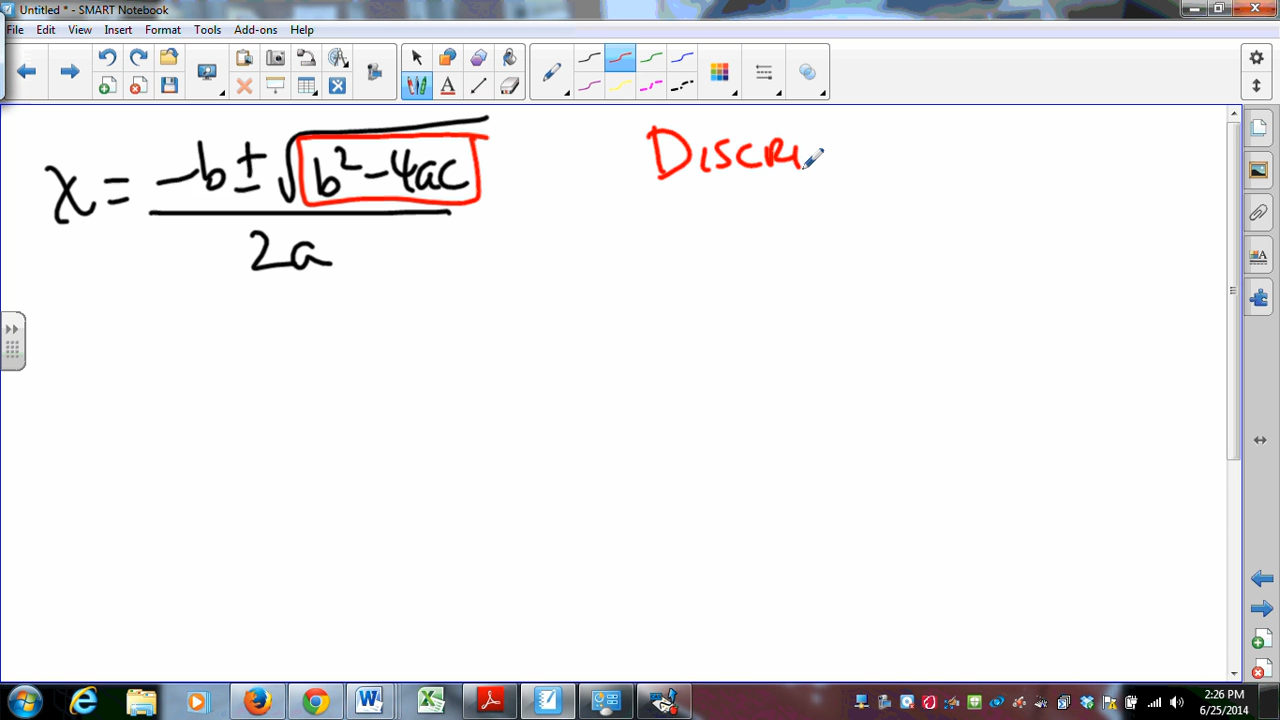 Untitled * - SMART Notebook
File Edit View Insert Format Tools Add-ons Help
x = -b ± √b² - 4ac
2a
DISCRI
2:26 PM
6/25/2014